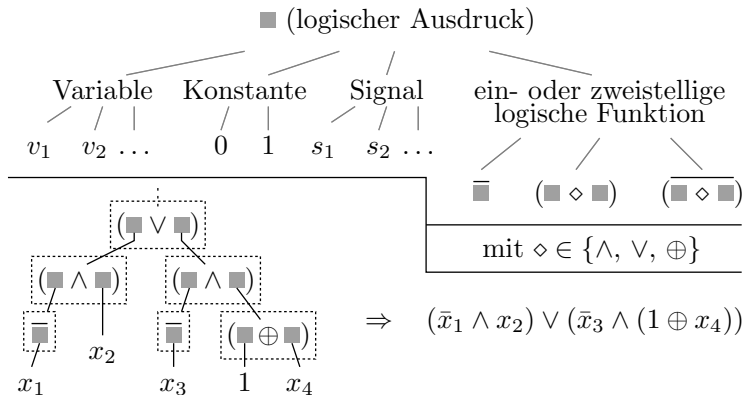 ■ (logischer Ausdruck)
Variable Konstante Signal ein- oder zweistellige
logische Funktion
v₁ v₂ … 0 1 s₁ s₂ …
■̅ (■ ⋄ ■) (■ ⋄ ■)̅
(■ ∨ ■)
mit ⋄ ∈ {∧, ∨, ⊕}
(■ ∧ ■) (■ ∧ ■)
■̅ x₂ ■̅ (■ ⊕ ■) ⇒ (x̄₁ ∧ x₂) ∨ (x̄₃ ∧ (1 ⊕ x₄))
x₁ x₃ 1 x₄